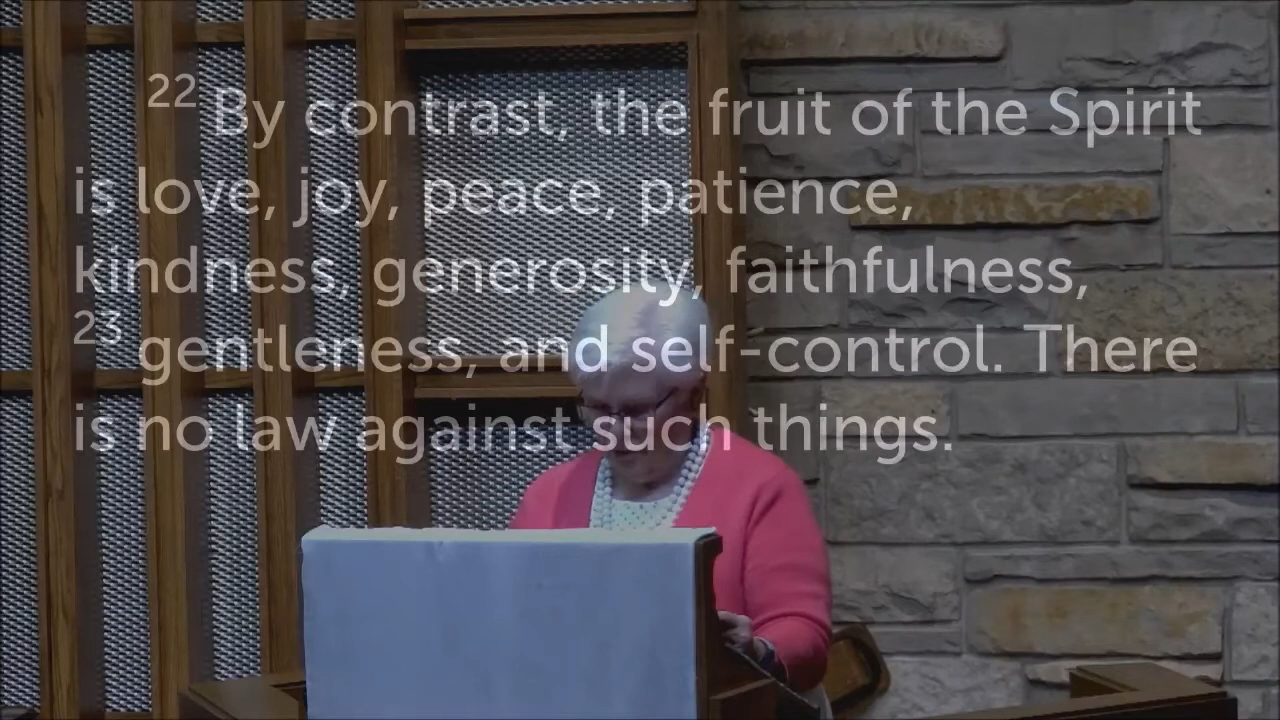 22 By contrast, the fruit of the Spirit
is love, joy, peace, patience,
kindness, generosity, faithfulness,
23 gentleness, and self-control. There
is no law against such things.